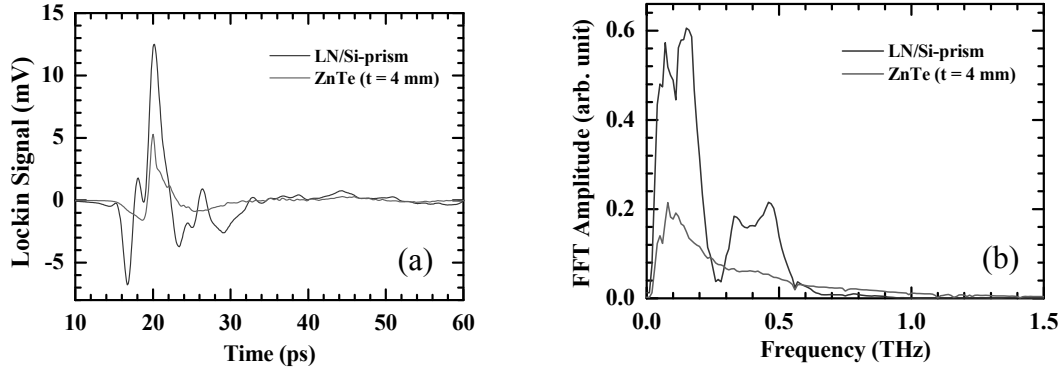 15
10
5
0
-5
Lockin Signal (mV)
LN/Si-prism
ZnTe (t = 4 mm)
(a)
10 20 30 40 50 60
Time (ps)
0.6
0.4
0.2
0.0
FFT Amplitude (arb. unit)
LN/Si-prism
ZnTe (t = 4 mm)
(b)
0.0 0.5 1.0 1.5
Frequency (THz)